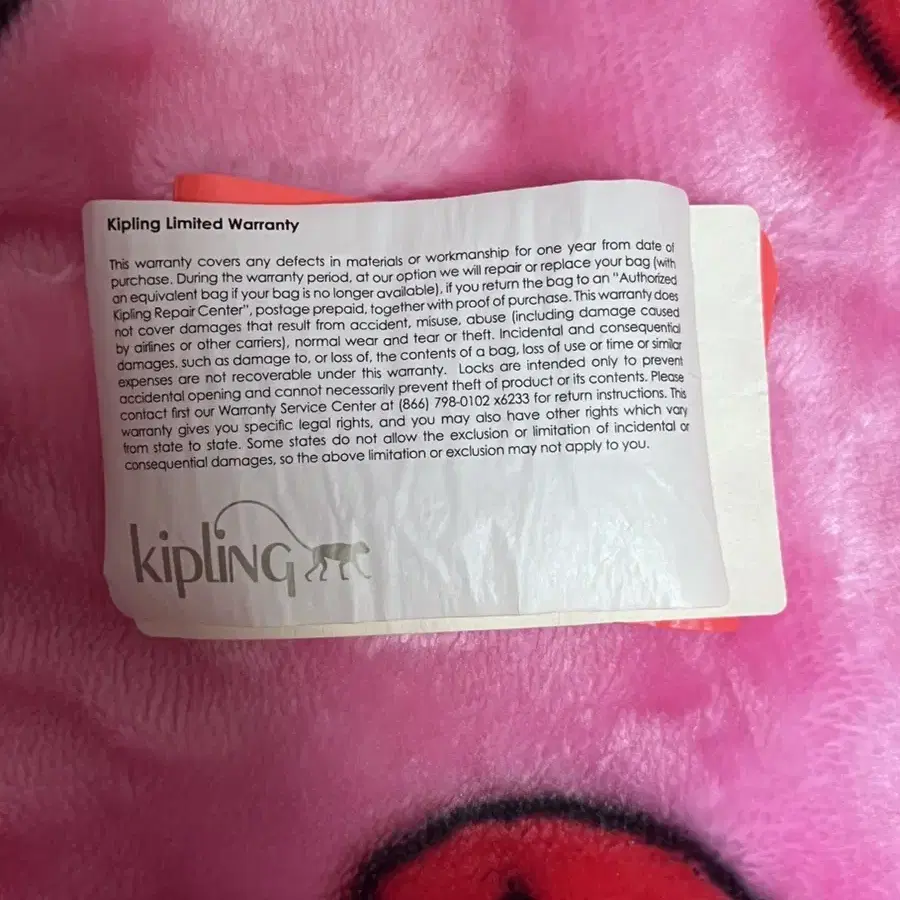 Kipling Limited Warranty
This warranty covers any defects in materials or workmanship for one year from date of
purchase. During the warranty period, at our option we will repair or replace your bag (with
an equivalent bag if your bag is no longer available), if you return the bag to an "Authorized
Kipling Repair Center", postage prepaid, together with proof of purchase. This warranty does
not cover damages that result from accident, misuse, abuse (including damage caused
by airlines or other carriers), normal wear and tear or theft. Incidental and consequential
damages, such as damage to, or loss of, the contents of a bag, loss of use or time or similar
expenses are not recoverable under this warranty. Locks are intended only to prevent
accidental opening and cannot necessarily prevent theft of product or its contents. Please
contact first our Warranty Service Center at (866) 798-0102 x6233 for return instructions. This
warranty gives you specific legal rights, and you may also have other rights which vary
from state to state. Some states do not allow the exclusion or limitation of incidental or
consequential damages, so the above limitation or exclusion may not apply to you.
kipling